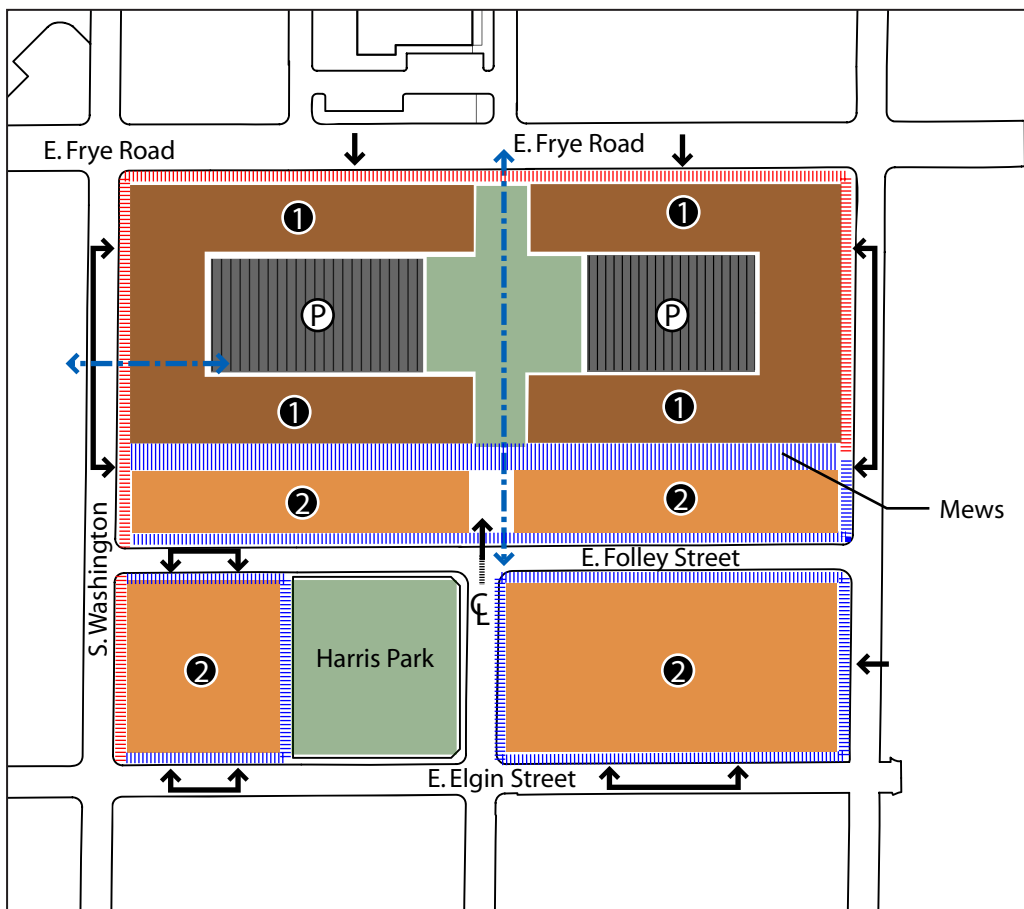 E. Frye Road
E. Frye Road
1
1
P
P
1
1
2
2
Mews
E. Folley Street
S. Washington
CL
2
Harris Park
2
E. Elgin Street